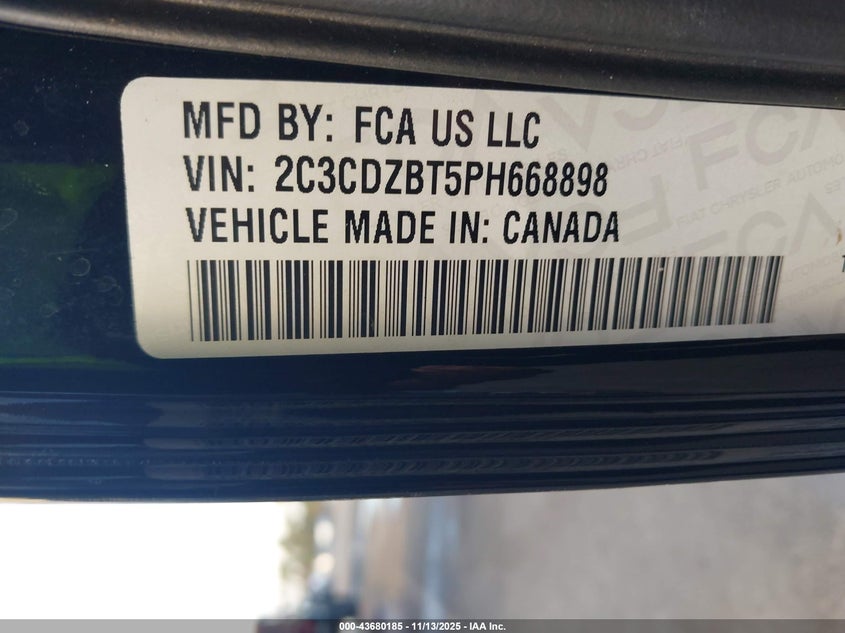 MFD BY: FCA US LLC
VIN: 2C3CDZBT5PH668898
VEHICLE MADE IN: CANADA
000-43680185 - 11/13/2025 - IAA Inc.